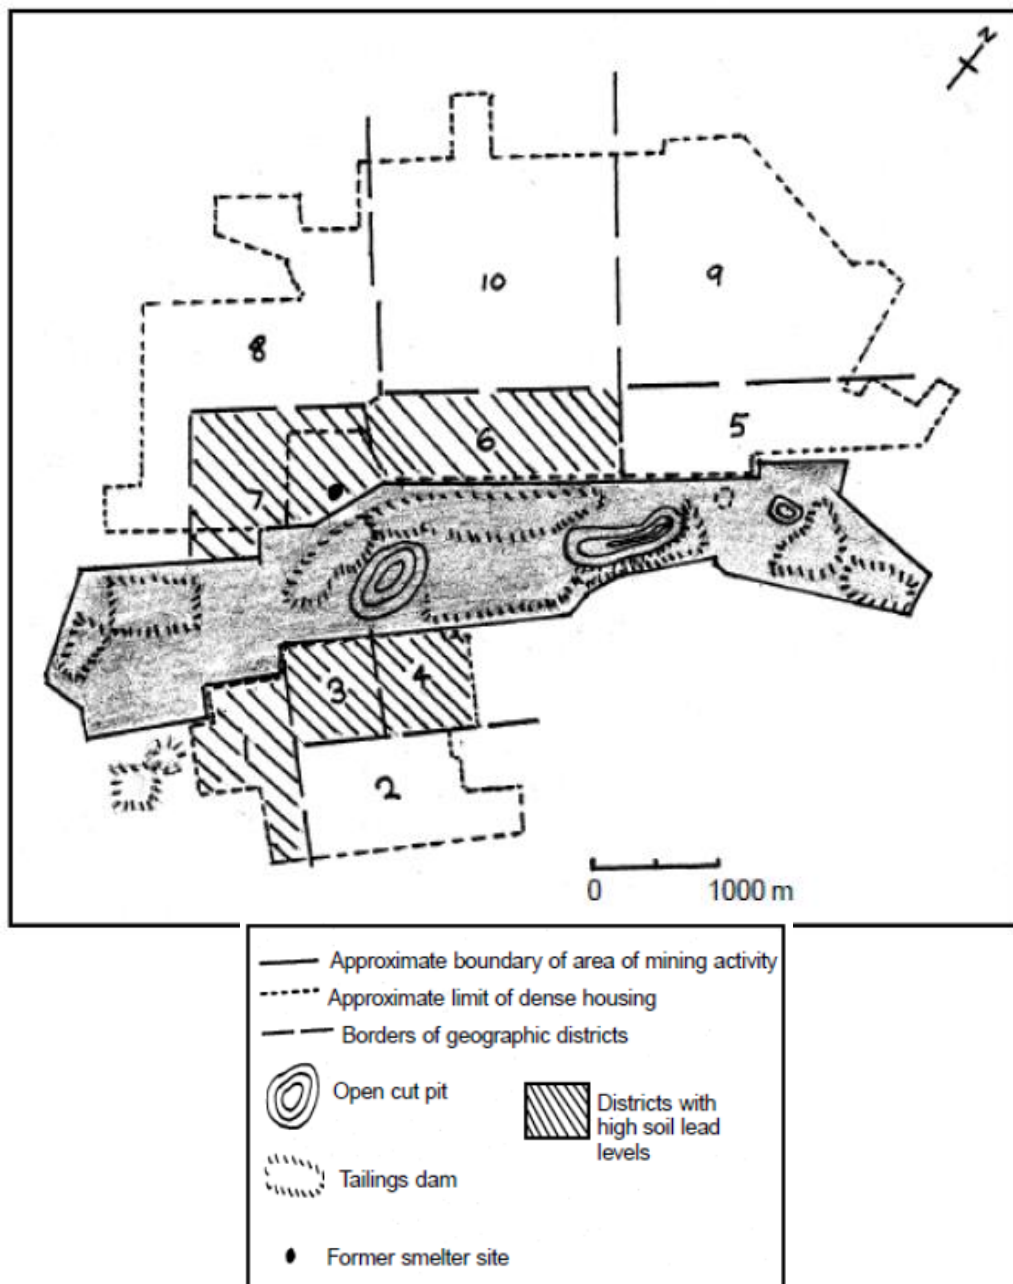 N
10
9
8
6
5
7
3
4
1
2
0 1000 m
Approximate boundary of area of mining activity
Approximate limit of dense housing
Borders of geographic districts
Open cut pit
Districts with
high soil lead
levels
Tailings dam
Former smelter site